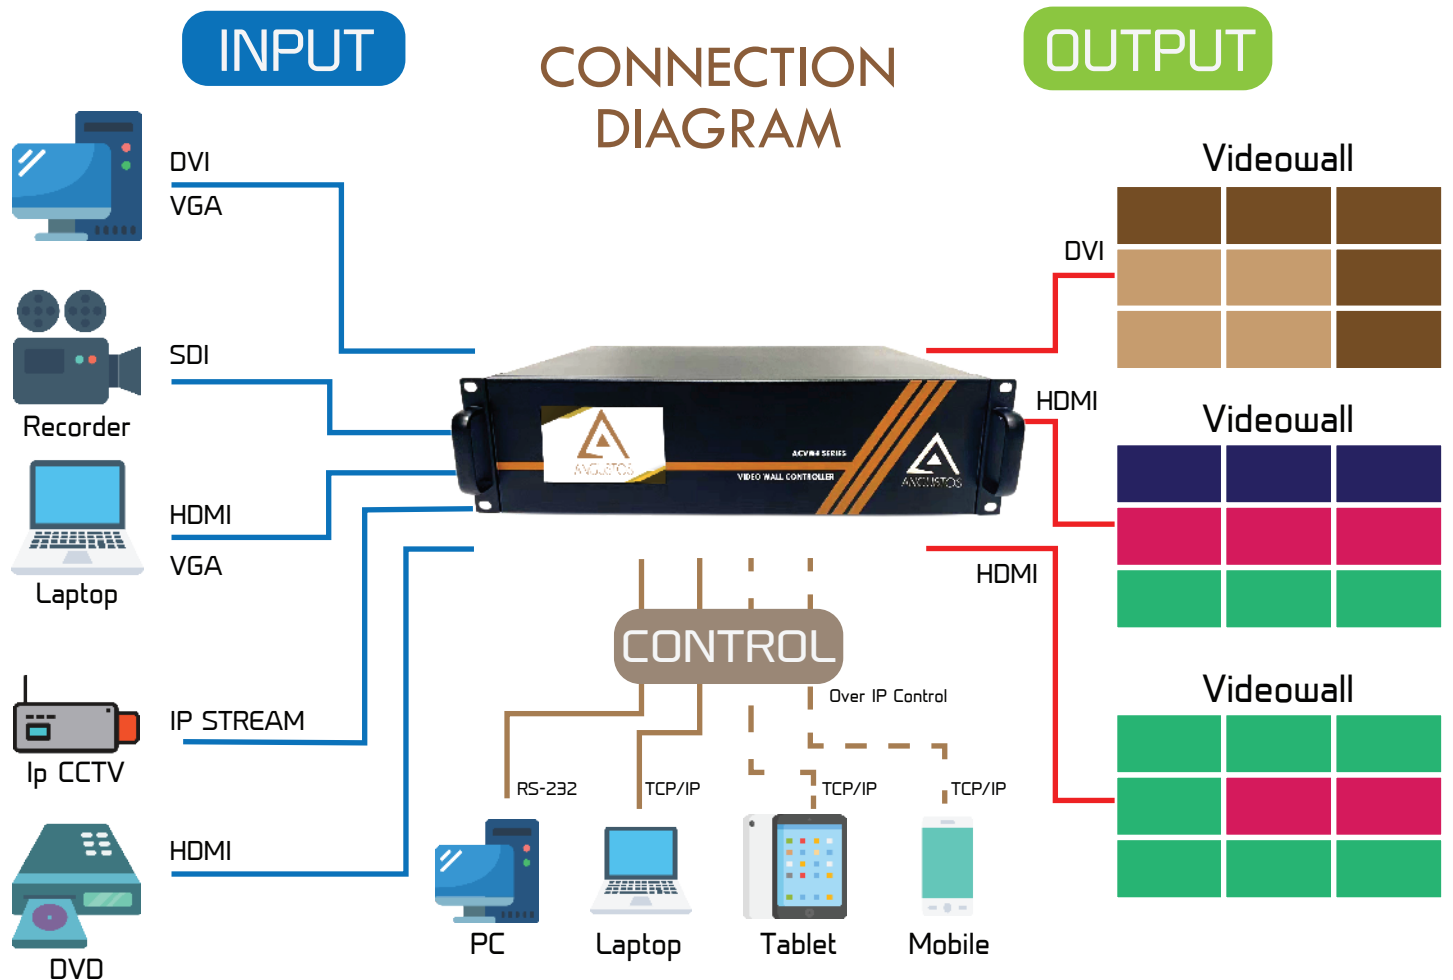 INPUT
CONNECTION
DIAGRAM
OUTPUT
DVI
VGA
SDI
Recorder
HDMI
VGA
Laptop
IP STREAM
Ip CCTV
HDMI
DVD
ANGUSTOS
ACVW4 SERIES
VIDEO WALL CONTROLLER
ANGUSTOS
CONTROL
Over IP Control
RS-232
TCP/IP
TCP/IP
TCP/IP
PC
Laptop
Tablet
Mobile
Videowall
DVI
HDMI
Videowall
HDMI
Videowall